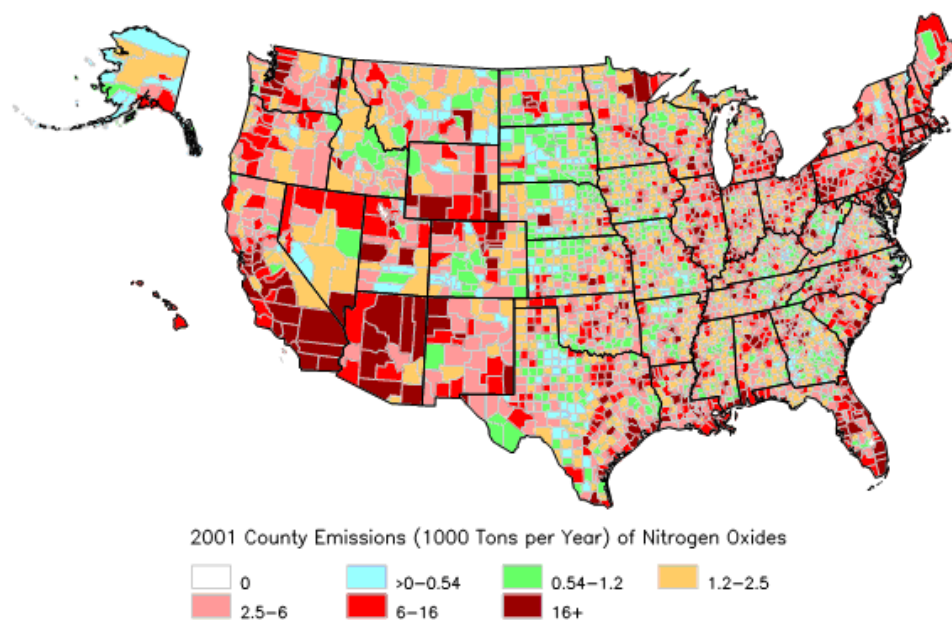 2001 County Emissions (1000 Tons per Year) of Nitrogen Oxides
0 >0-0.54 0.54-1.2 1.2-2.5
2.5-6 6-16 16+